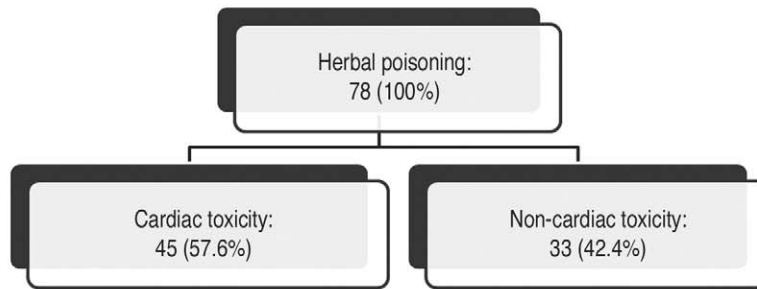 Herbal poisoning:
78 (100%)
Cardiac toxicity:
45 (57.6%)
Non-cardiac toxicity:
33 (42.4%)